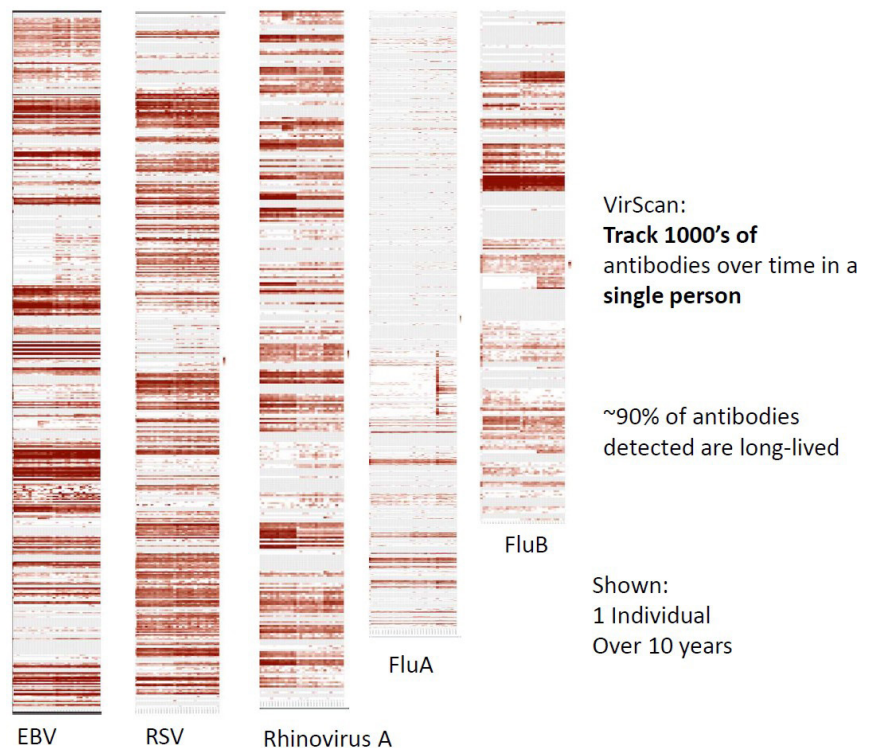 VirScan:
Track 1000’s of
antibodies over time in a
single person
~90% of antibodies
detected are long-lived
FluB
Shown:
1 Individual
Over 10 years
FluA
EBV
RSV
Rhinovirus A